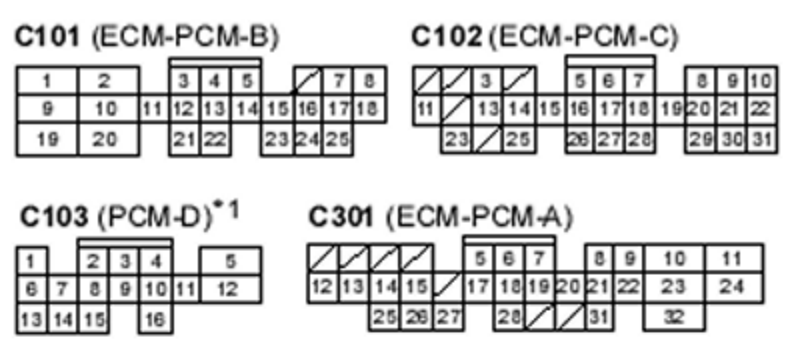 C101 (ECM-PCM-B)
1 2 3 4 5 7 8
9 10 11 12 13 14 15 16 17 18
19 20 21 22 23 24 25
C102 (ECM-PCM-C)
3 5 6 7 8 9 10
11 13 14 15 16 17 18 19 20 21 22
23 25 26 27 28 29 30 31
C103 (PCM-D)*1
1 2 3 4 5
6 7 8 9 10 11 12
13 14 15 16
C301 (ECM-PCM-A)
5 6 7 8 9 10 11
12 13 14 15 17 18 19 20 21 22 23 24
25 26 27 28 31 32